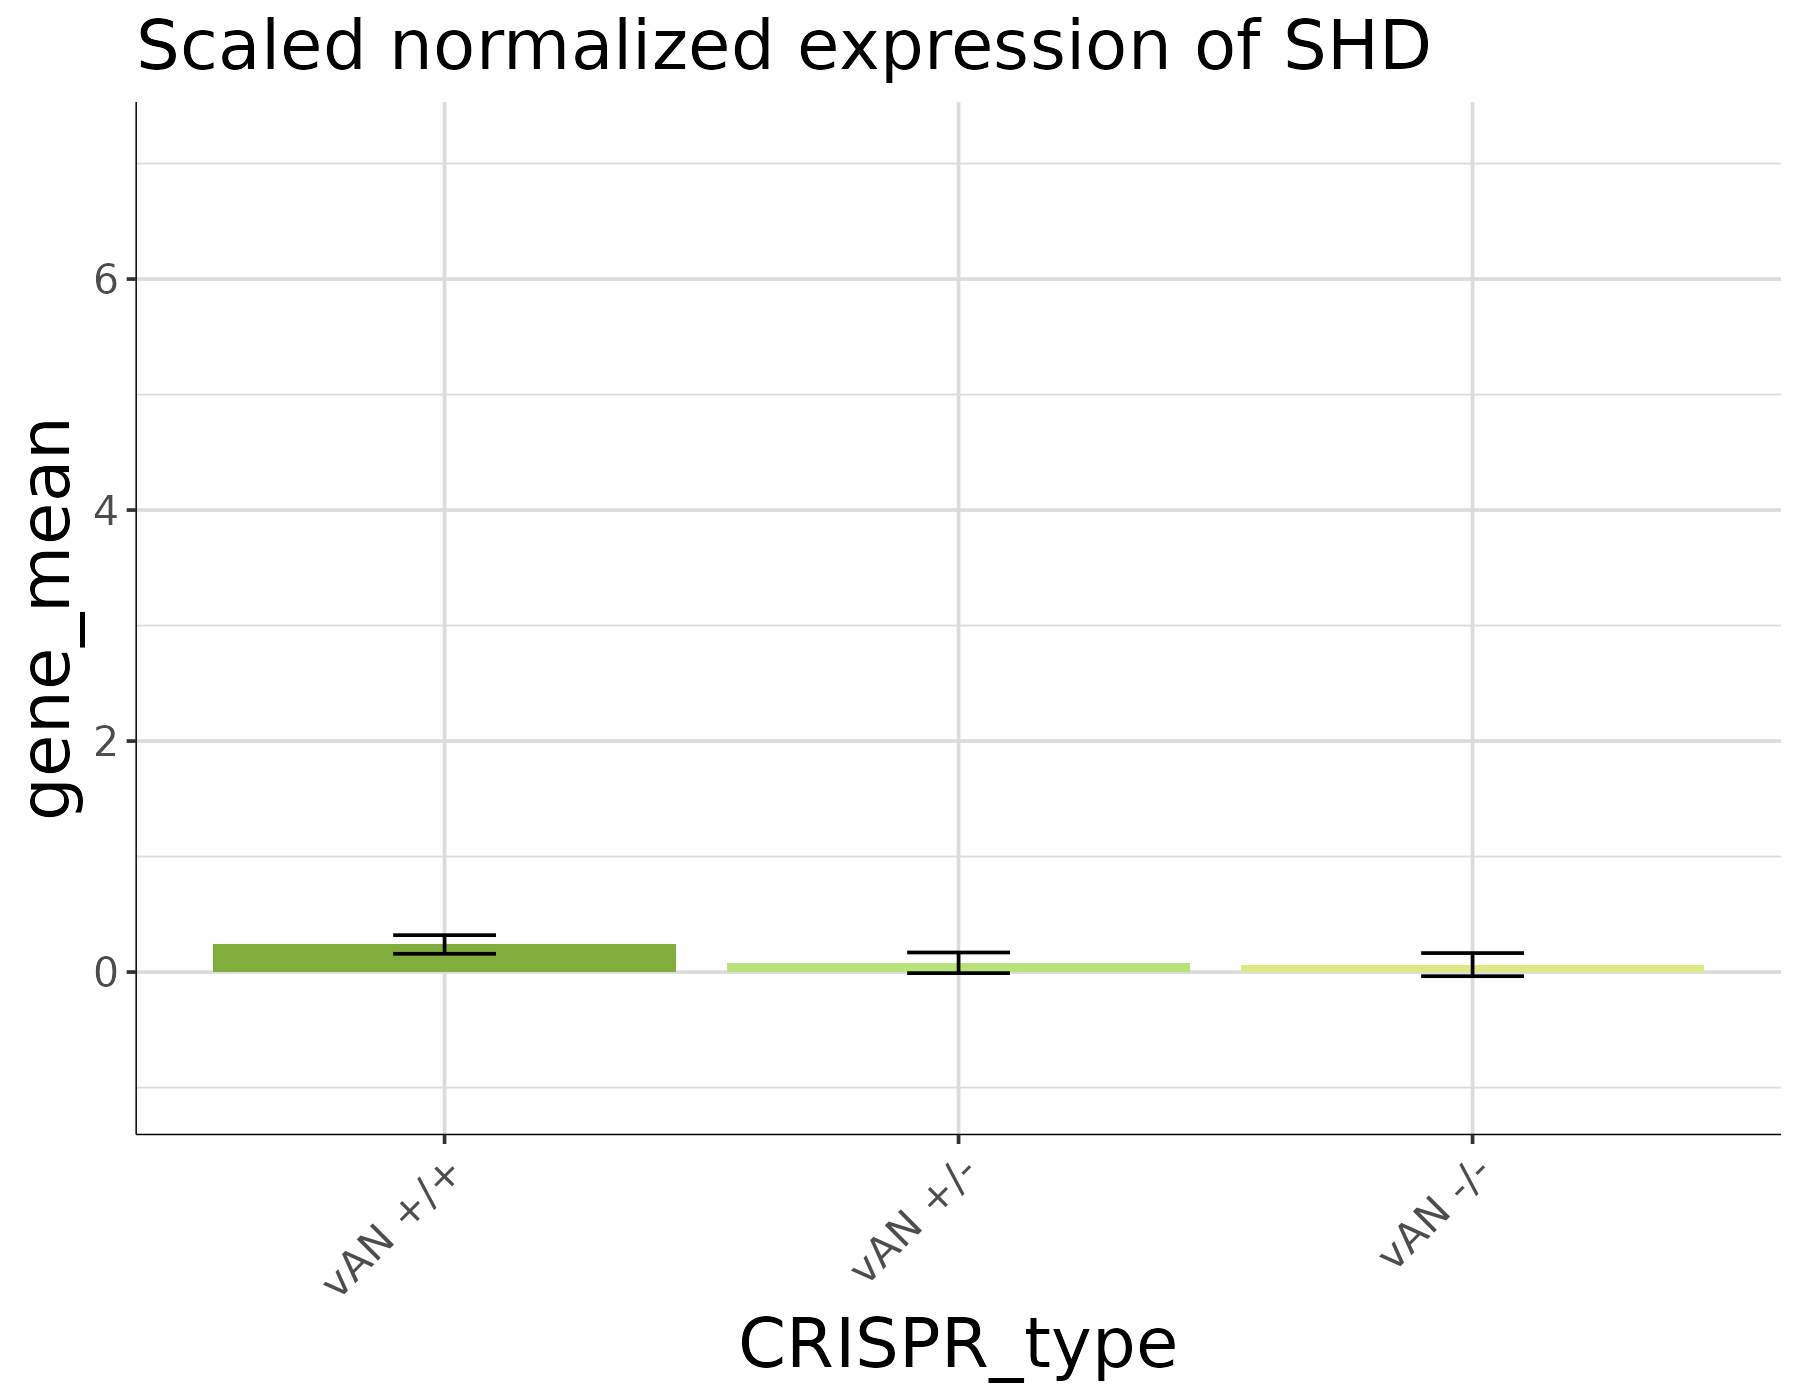 Scaled normalized expression of SHD
gene_mean
6
4
2
0
vAN +/+
vAN +/-
vAN -/-
CRISPR_type